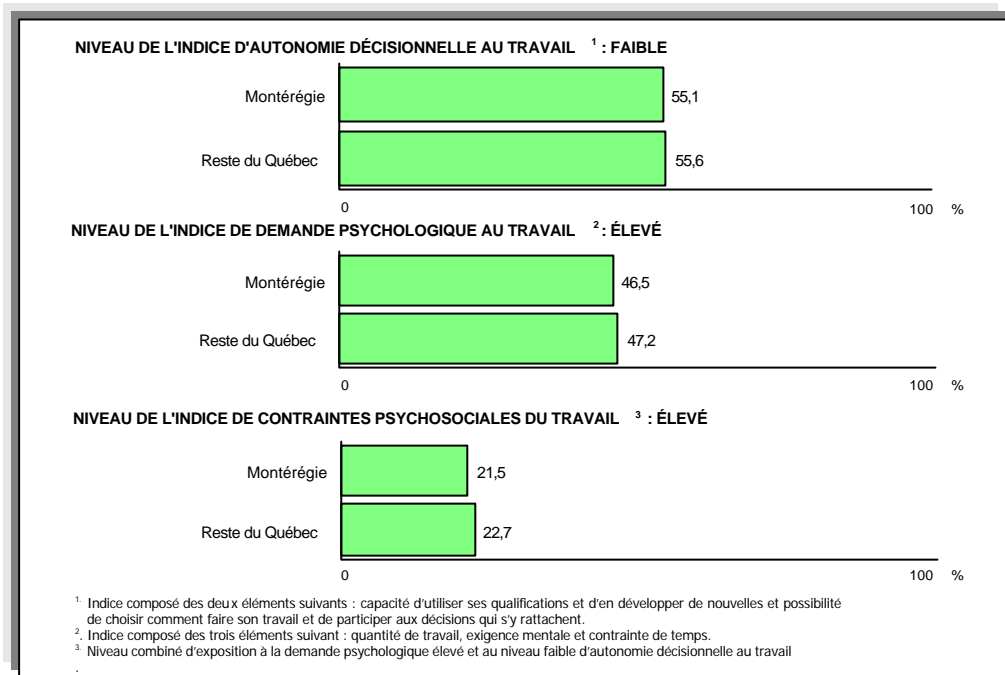 NIVEAU DE L'INDICE D'AUTONOMIE DÉCISIONNELLE AU TRAVAIL 1 : FAIBLE
Montérégie 55,1
Reste du Québec 55,6
0 100 %
NIVEAU DE L'INDICE DE DEMANDE PSYCHOLOGIQUE AU TRAVAIL 2 : ÉLEVÉ
Montérégie 46,5
Reste du Québec 47,2
0 100 %
NIVEAU DE L'INDICE DE CONTRAINTES PSYCHOSOCIALES DU TRAVAIL 3 : ÉLEVÉ
Montérégie 21,5
Reste du Québec 22,7
0 100 %
1. Indice composé des deux éléments suivants : capacité d'utiliser ses qualifications et d'en développer de nouvelles et possibilité
de choisir comment faire son travail et de participer aux décisions qui s'y rattachent.
2. Indice composé des trois éléments suivant : quantité de travail, exigence mentale et contrainte de temps.
3. Niveau combiné d'exposition à la demande psychologique élevé et au niveau faible d'autonomie décisionnelle au travail
.